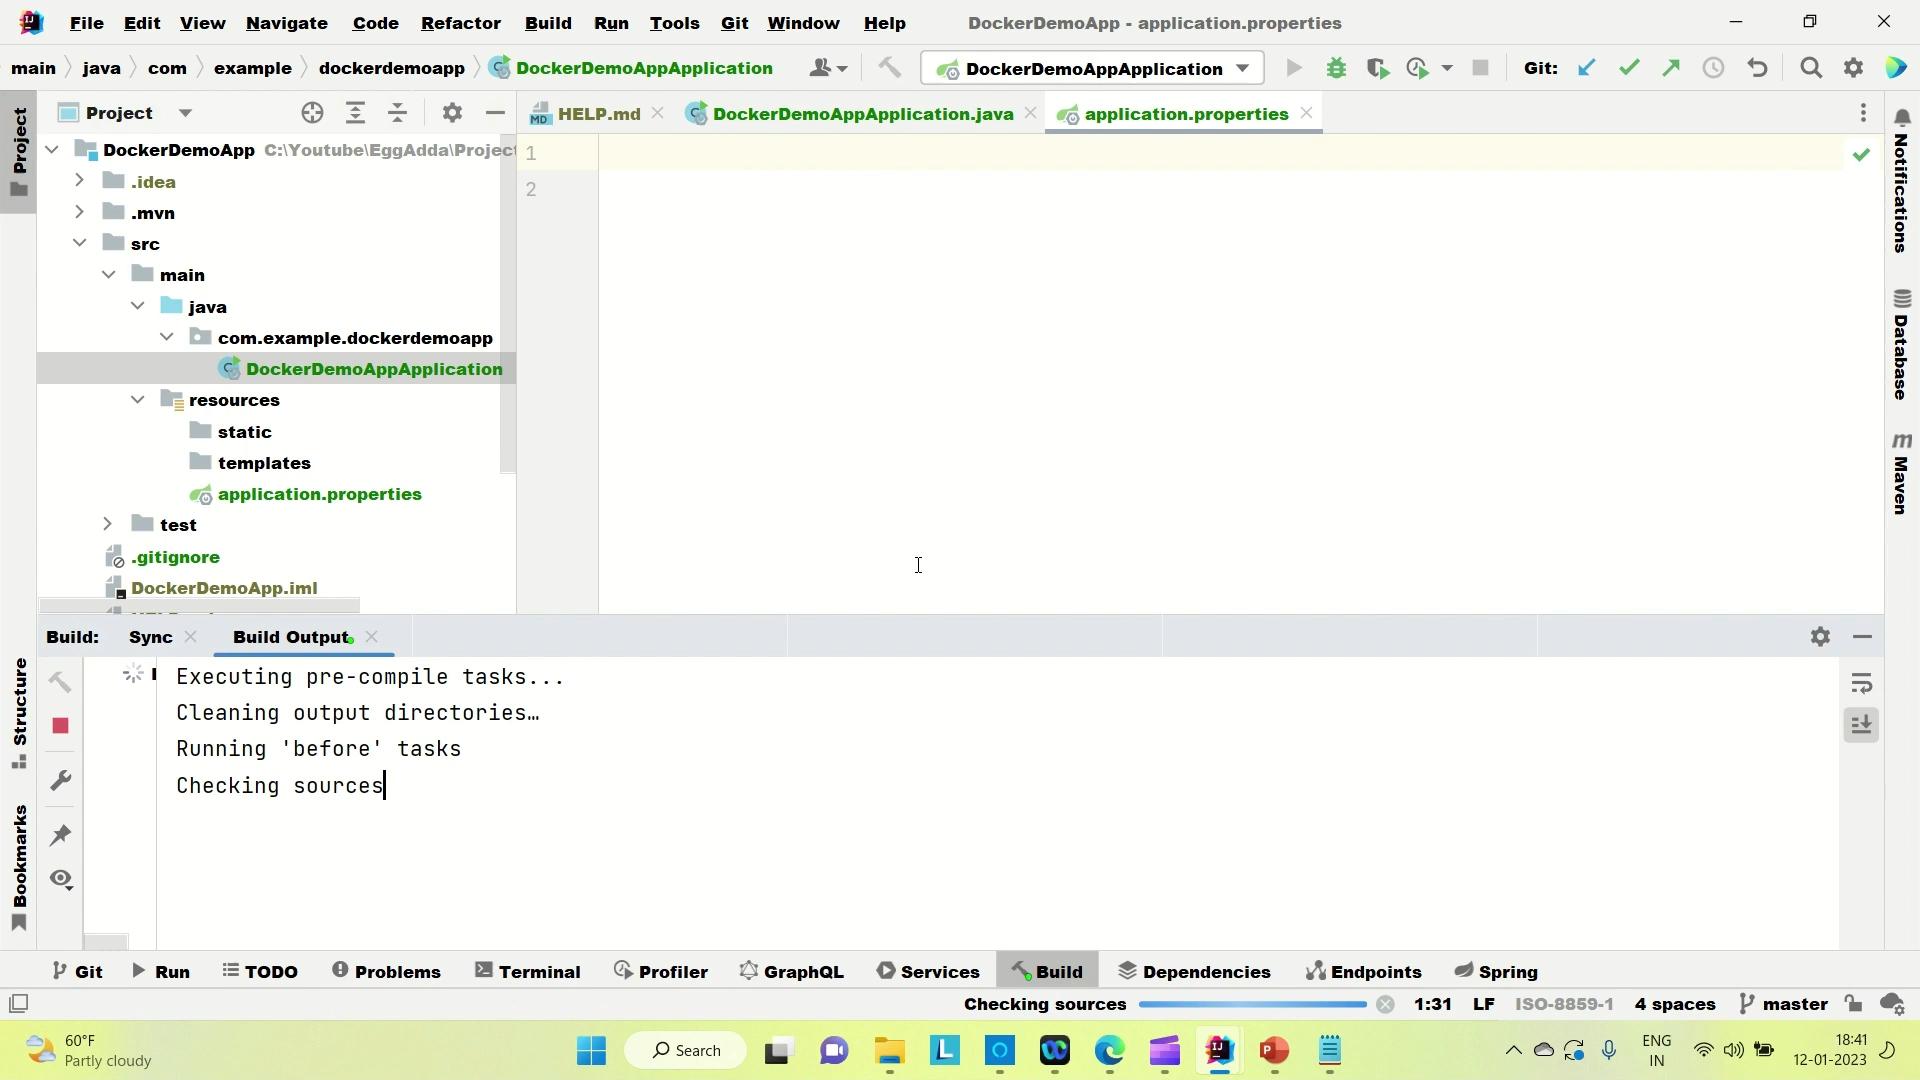 File Edit View Navigate Code Refactor Build Run Tools Git Window Help DockerDemoApp - application.properties
main java com example dockerdemoapp DockerDemoAppApplication DockerDemoAppApplication Git:
Project
Project
HELP.md DockerDemoAppApplication.java application.properties
DockerDemoApp C:\Youtube\EggAdda\Project
.idea
.mvn
src
main
java
com.example.dockerdemoapp
DockerDemoAppApplication
resources
static
templates
application.properties
test
.gitignore
DockerDemoApp.iml
1
2
Notifications
Database
m Maven
Structure
Bookmarks
Build: Sync Build Output
Executing pre-compile tasks...
Cleaning output directories…
Running 'before' tasks
Checking sources
Git Run TODO Problems Terminal Profiler GraphQL Services Build Dependencies Endpoints Spring
Checking sources 1:31 LF ISO-8859-1 4 spaces master
60°F
Partly cloudy
Search
ENG
IN
18:41
12-01-2023